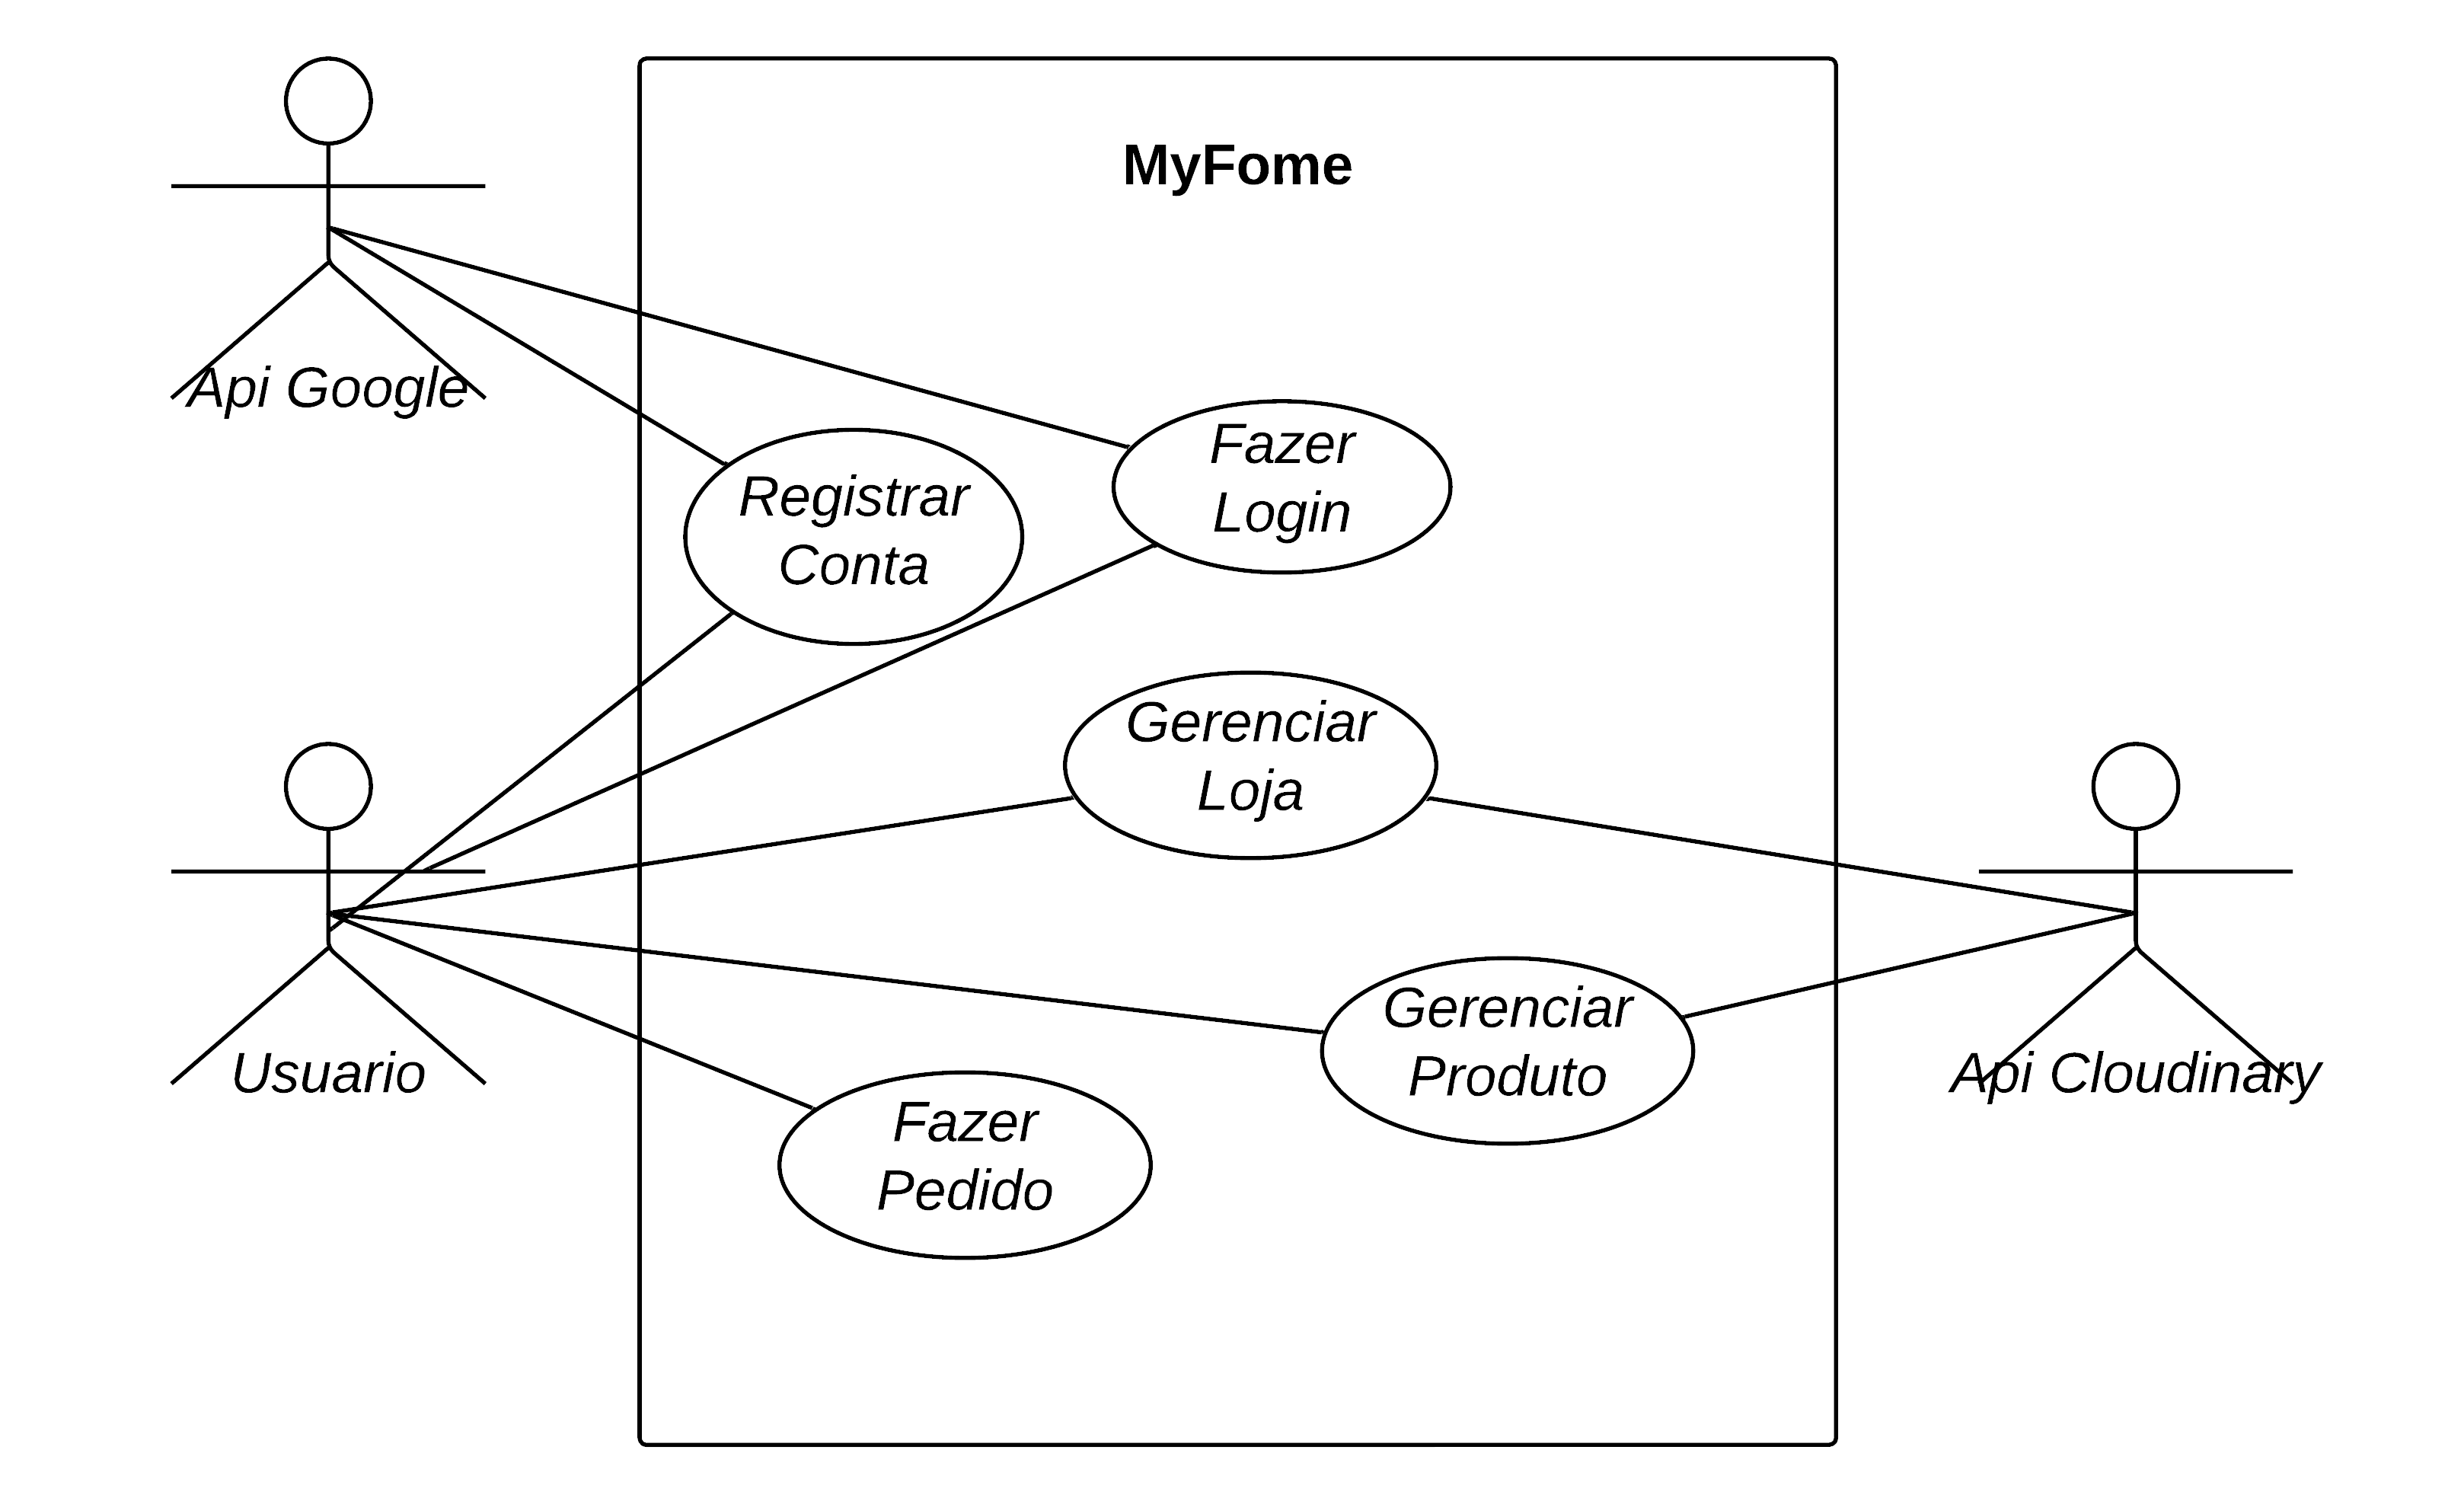 MyFome
Api Google
Fazer
Login
Registrar
Conta
Gerenciar
Loja
Gerenciar
Produto
Usuario
Api Cloudinary
Fazer
Pedido